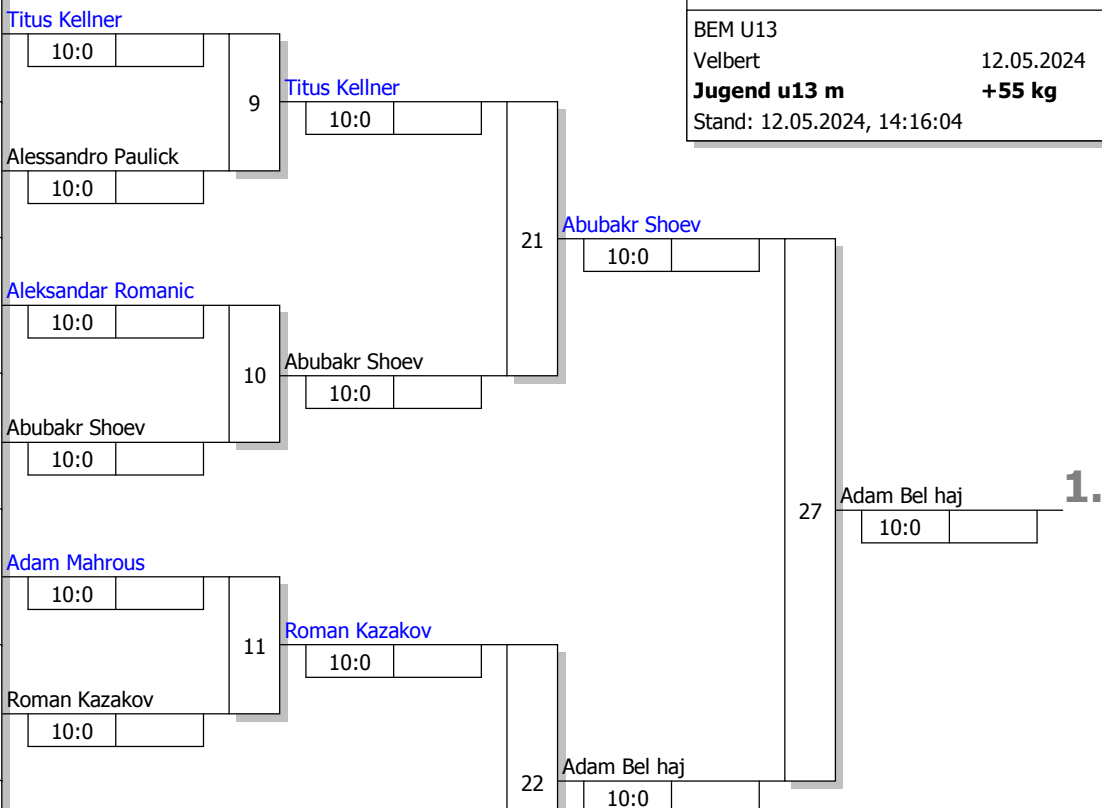 BEM U13
Velbert 12.05.2024
Jugend u13 m +55 kg
Stand: 12.05.2024, 14:16:04
Titus Kellner
10:0
9
Titus Kellner
10:0
Alessandro Paulick
10:0
21
Abubakr Shoev
10:0
Aleksandar Romanic
10:0
10
Abubakr Shoev
10:0
Abubakr Shoev
10:0
27
Adam Bel haj
1.
10:0
Adam Mahrous
10:0
11
Roman Kazakov
10:0
Roman Kazakov
10:0
22
Adam Bel haj
10:0